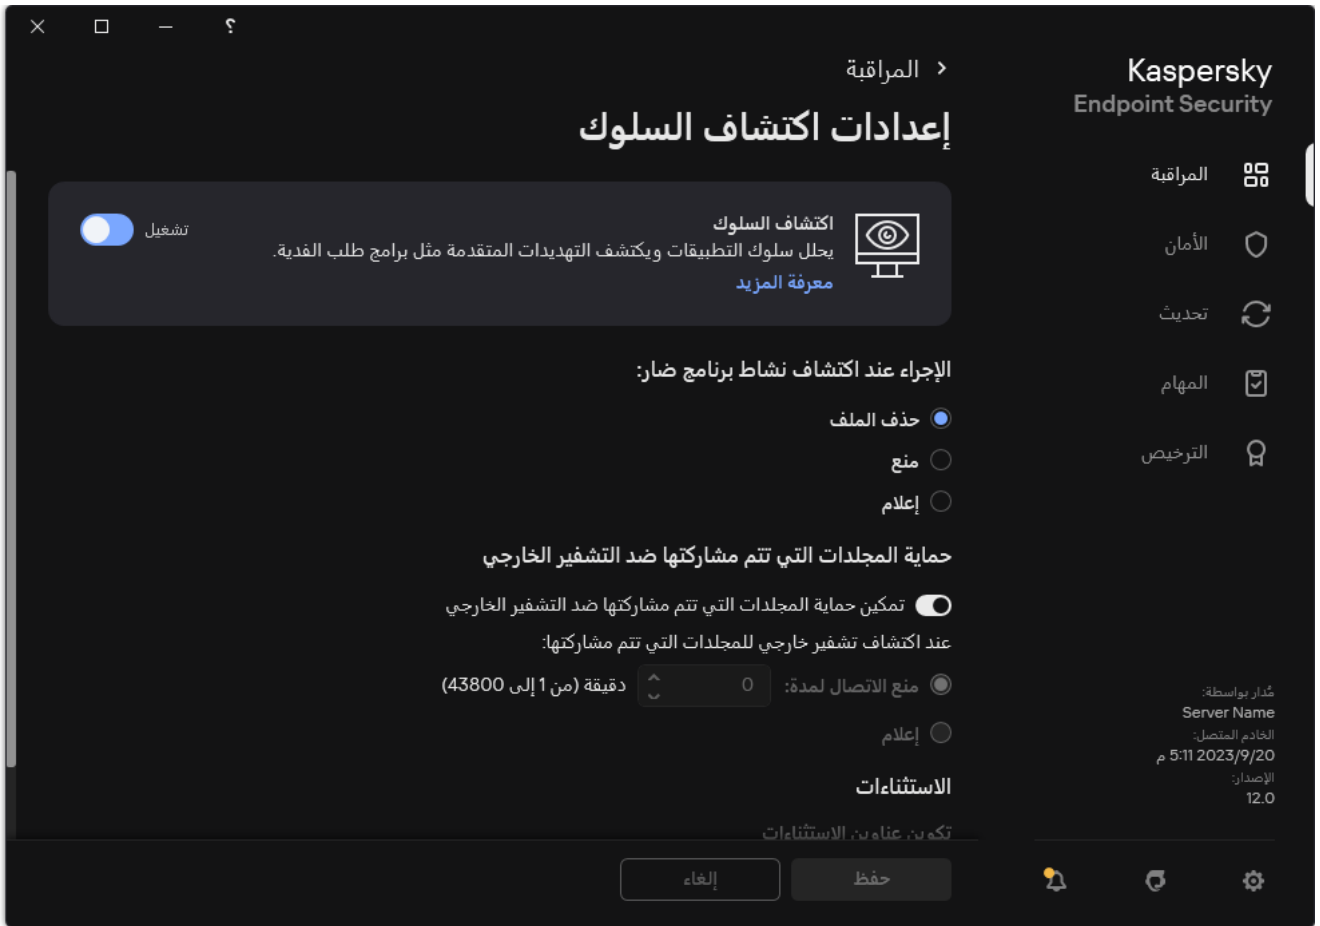 ؟
Kaspersky
Endpoint Security
المراقبة
الأمان
تحديث
المهام
الترخيص
مُدار بواسطة:
Server Name
الخادم المتصل:
2023/9/20 5:11 م
الإصدار:
12.0
المراقبة
إعدادات اكتشاف السلوك
اكتشاف السلوك
تشغيل
يحلل سلوك التطبيقات ويكتشف التهديدات المتقدمة مثل برامج طلب الفدية.
معرفة المزيد
الإجراء عند اكتشاف نشاط برنامج ضار:
حذف الملف
منع
إعلام
حماية المجلدات التي تتم مشاركتها ضد التشفير الخارجي
تمكين حماية المجلدات التي تتم مشاركتها ضد التشفير الخارجي
عند اكتشاف تشفير خارجي للمجلدات التي تتم مشاركتها:
منع الاتصال لمدة: 0 دقيقة (من 1 إلى 43800)
إعلام
الاستثناءات
تكوين عناوين الاستثناءات
حفظ
إلغاء